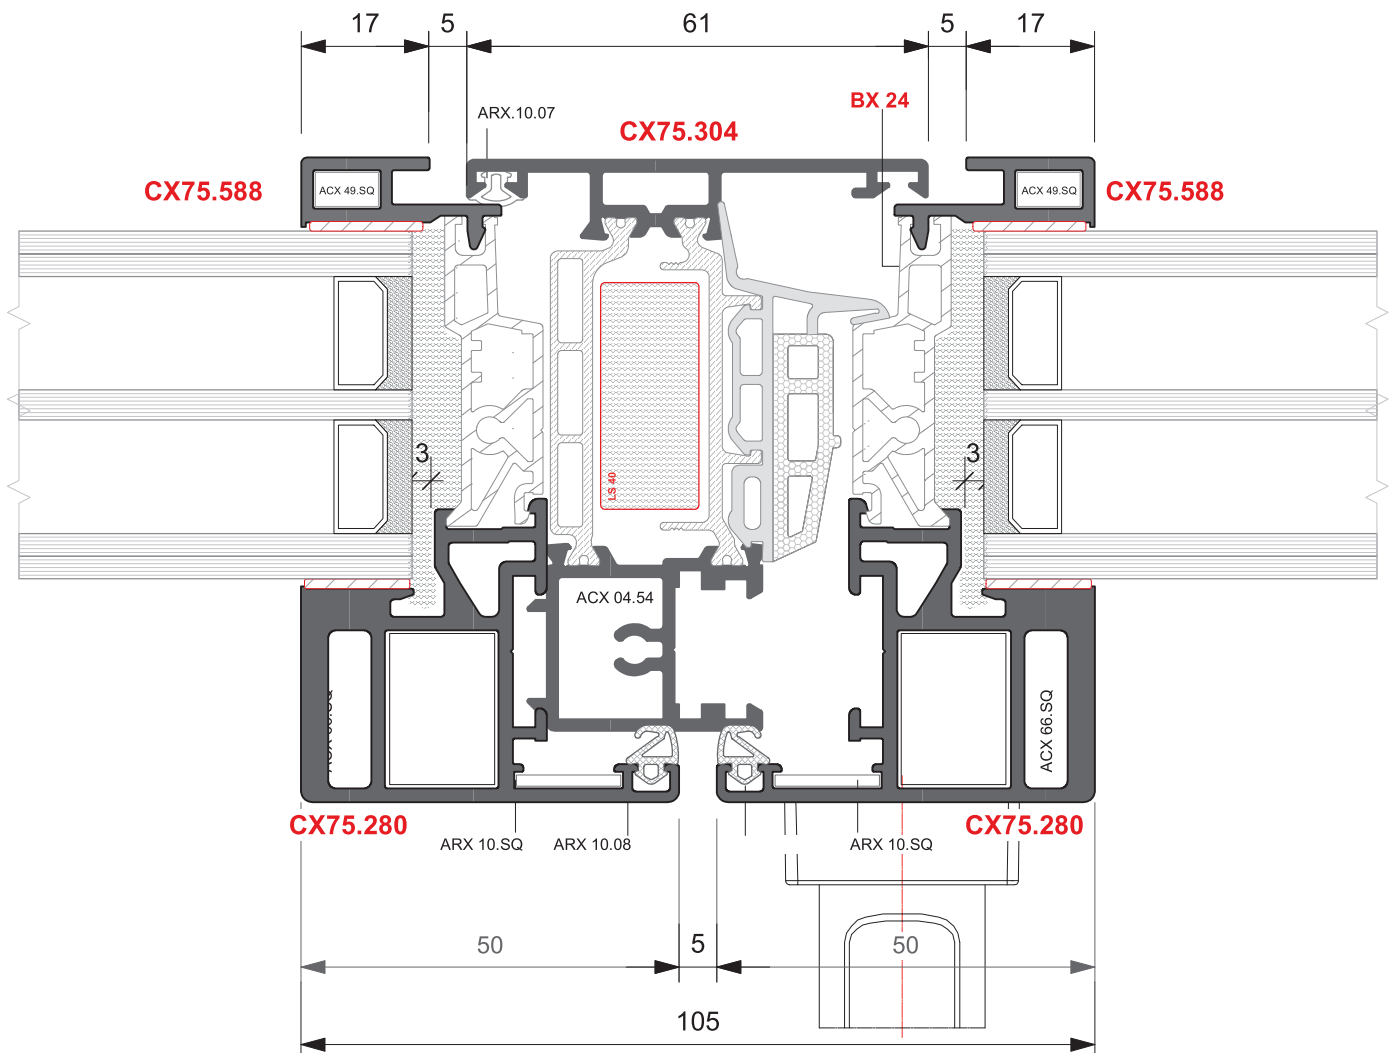 17 5 61 5 17
ARX.10.07
BX 24
CX75.304
CX75.588
ACX 49.SQ
ACX 49.SQ
CX75.588
3
3
LS 40
ACX 04.54
ACX 66.SQ
CX75.280
CX75.280
ARX 10.SQ
ARX 10.08
ARX 10.SQ
50 5 50
105